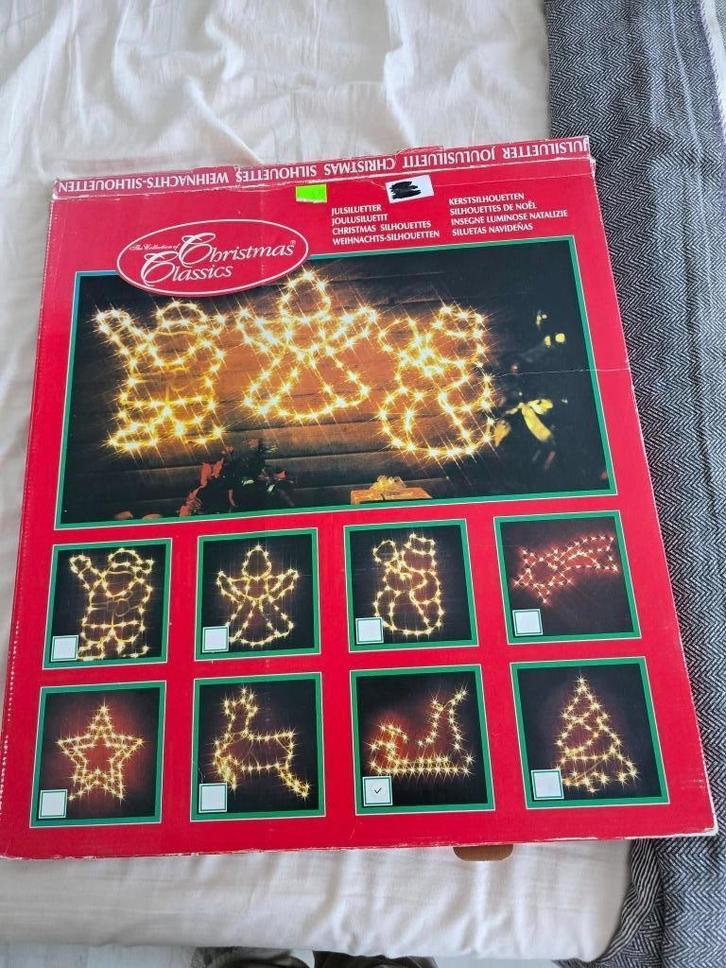 JULSILUETTER JOULUSILUETIT CHRISTMAS SILHOUETTES WEIHNACHTS-SILHOUETTEN
JULSILUETTER
JOULUSILUETIT
CHRISTMAS SILHOUETTES
WEIHNACHTS-SILHOUETTEN
KERSTSILHOUETTEN
SILHOUETTES DE NOËL
INSEGNE LUMINOSE NATALIZIE
SILUETAS NAVIDEÑAS
The Collection of
Christmas®
Classics